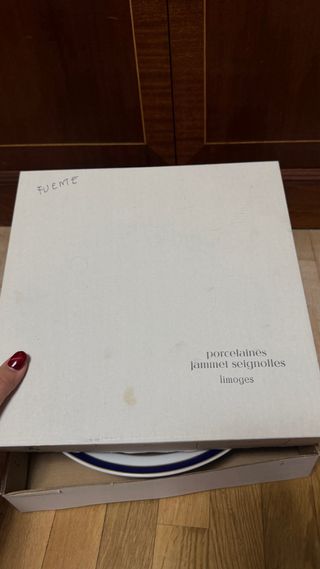 FUENTE
porcelaines
jammet seignolles
limoges